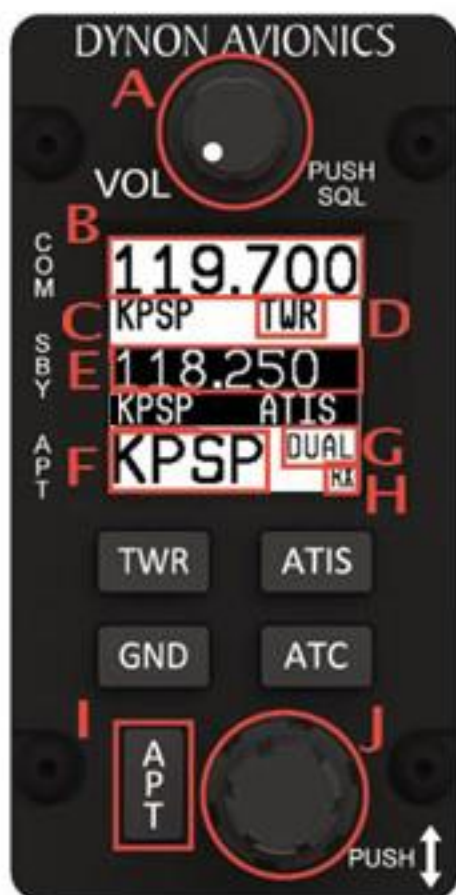 DYNON AVIONICS
A
VOL
PUSH
SQL
B
COM
119.700
C KPSP TWR D
SBY
E 118.250
KPSP ATIS
APT
F KPSP DUAL G
RX H
TWR ATIS
GND ATC
I
J
APT
PUSH